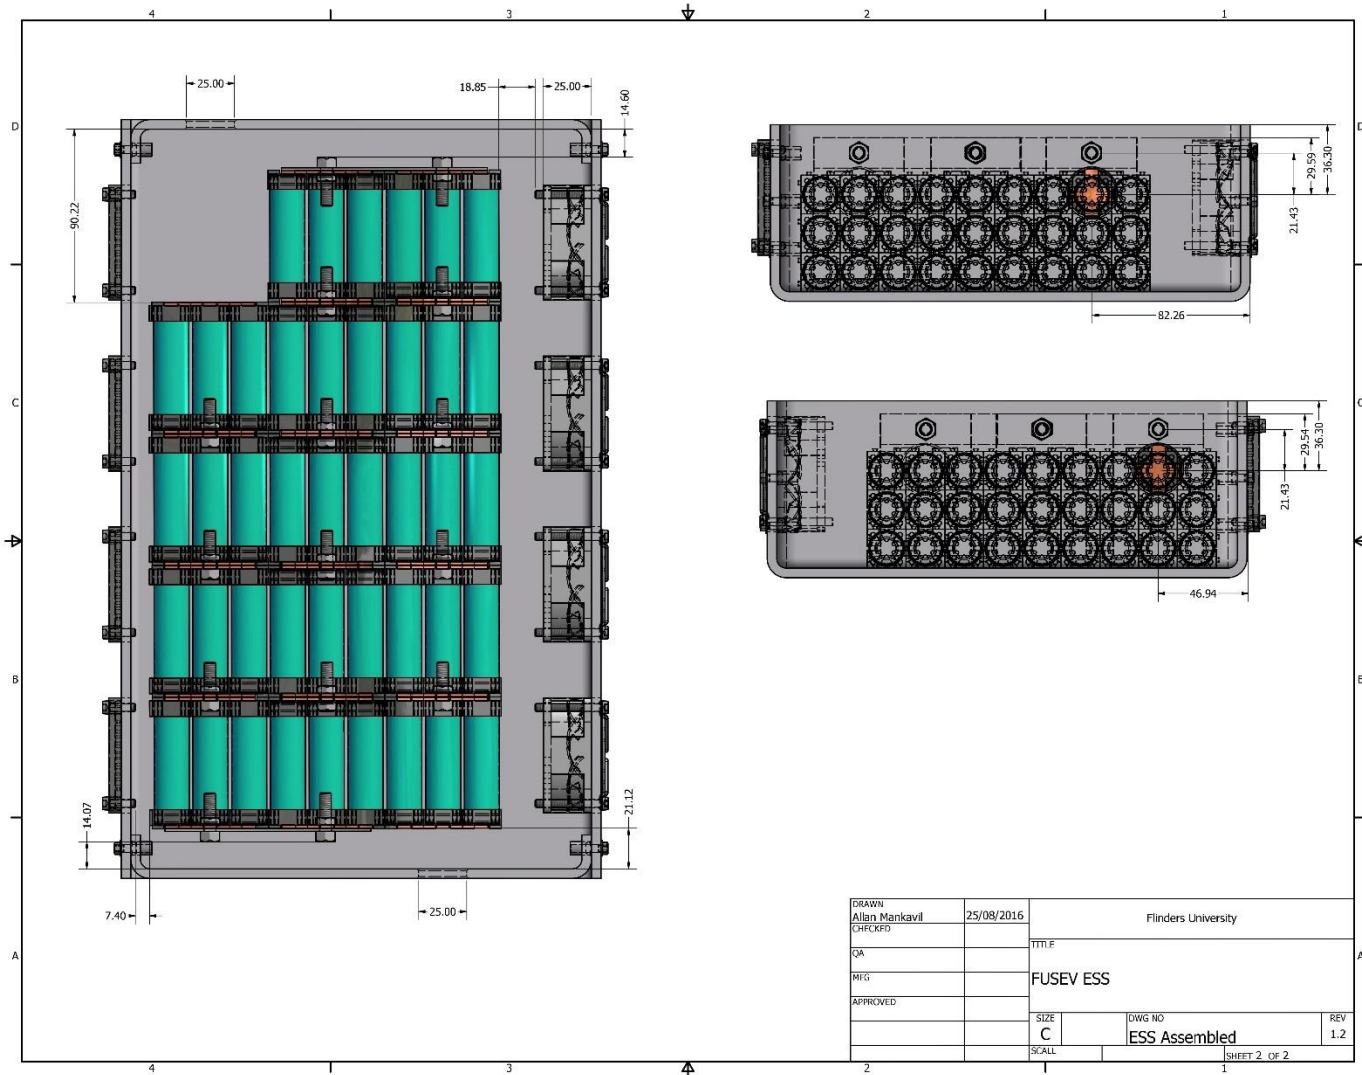 4 3 2 1
D D
25.00
18.85
25.00
14.60
90.22
29.59
36.30
21.43
82.26
C C
29.54
36.30
21.43
46.94
B B
14.07
21.12
7.40
25.00
A A
DRAWN
Allan Mankavil 25/08/2016 Flinders University
CHECKED
TITLE
QA
MFG FUSEV ESS
APPROVED
SIZE DWG NO REV
C ESS Assembled 1.2
SCALE SHEET 2 OF 2
4 3 2 1